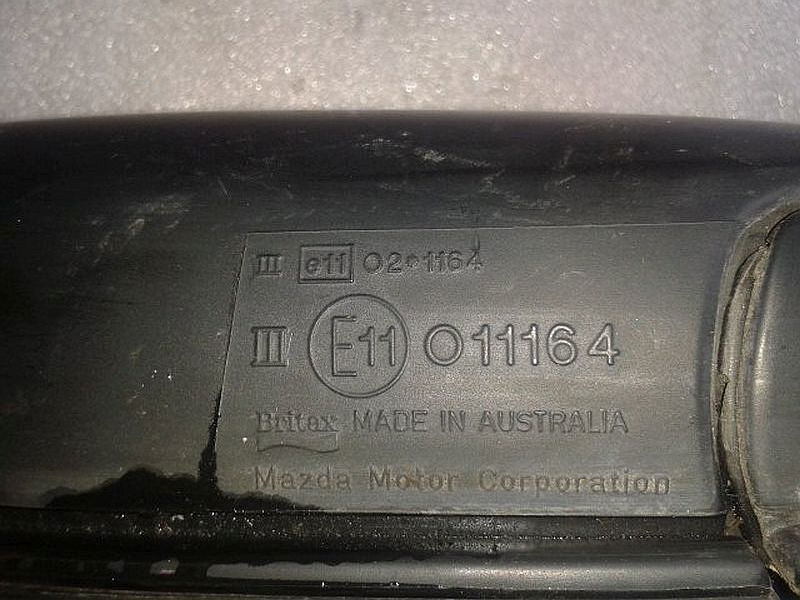 III e11 02*1164
III E11 011164
Britax MADE IN AUSTRALIA
Mazda Motor Corporation